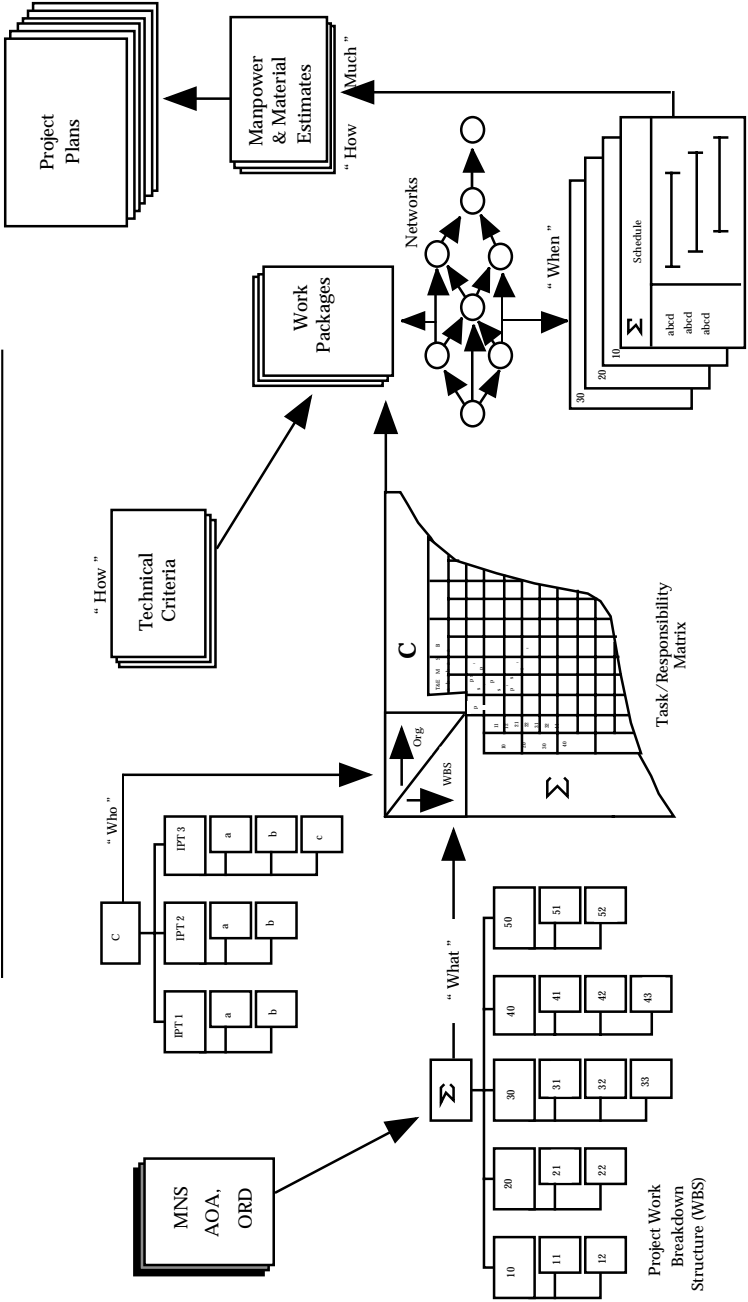 MNS
AOA,
ORD
Σ
10
11
12
20
21
22
30
31
32
33
40
41
42
43
50
51
52
Project Work
Breakdown
Structure (WBS)
C
IPT 1
a
b
IPT 2
a
b
IPT 3
a
b
c
“ Who ”
“ What ”
“ How ”
Technical
Criteria
Org
WBS
C
Σ
Task/Responsibility
Matrix
Work
Packages
Networks
“ When ”
30
20
10
Σ
Schedule
abcd
abcd
abcd
“ How Much ”
Manpower
& Material
Estimates
Project
Plans